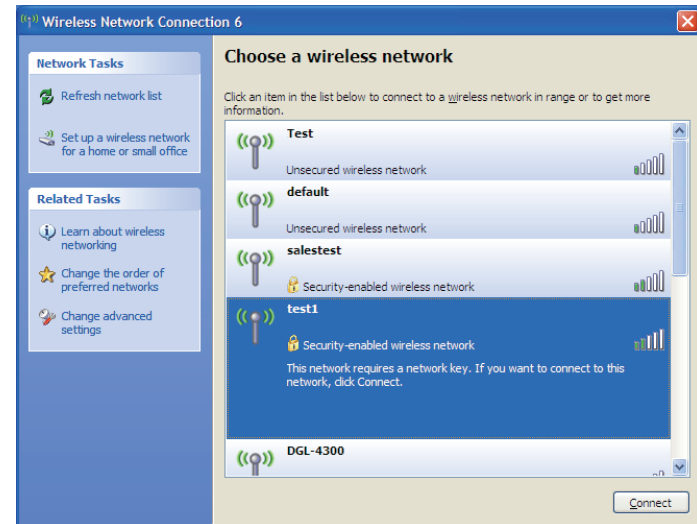 Wireless Network Connection 6
Network Tasks
Refresh network list
Set up a wireless network
for a home or small office
Related Tasks
Learn about wireless
networking
Change the order of
preferred networks
Change advanced
settings
Choose a wireless network
Click an item in the list below to connect to a wireless network in range or to get more
information.
Test
Unsecured wireless network
default
Unsecured wireless network
salestest
Security-enabled wireless network
test1
Security-enabled wireless network
This network requires a network key. If you want to connect to this
network, click Connect.
DGL-4300
Connect